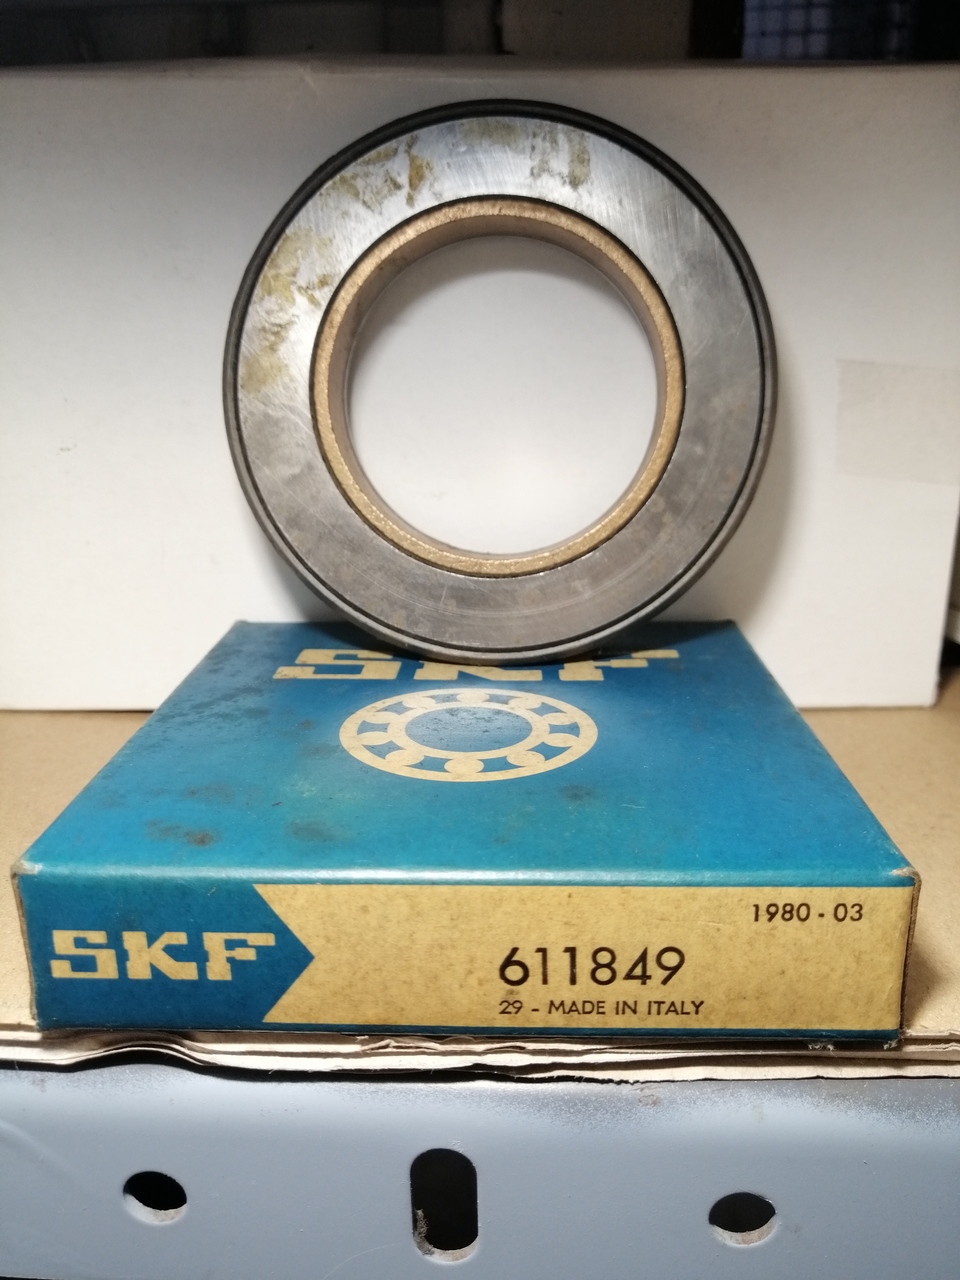 SKF
1980 - 03
SKF
611849
29 - MADE IN ITALY